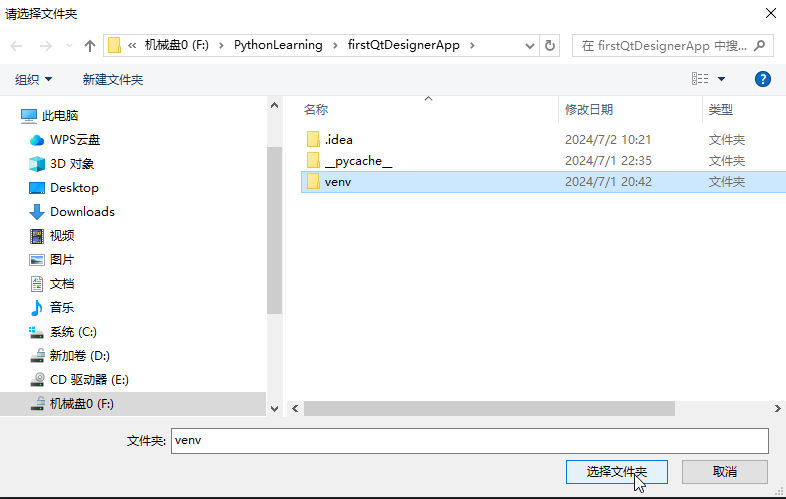 请选择文件夹
« 机械盘0 (F:) › PythonLearning › firstQtDesignerApp ›
在 firstQtDesignerApp 中搜...
组织 新建文件夹
此电脑
WPS云盘
3D 对象
Desktop
Downloads
视频
图片
文档
音乐
系统 (C:)
新加卷 (D:)
CD 驱动器 (E:)
机械盘0 (F:)
名称 修改日期 类型
.idea 2024/7/2 10:21 文件夹
__pycache__ 2024/7/1 22:35 文件夹
venv 2024/7/1 20:42 文件夹
文件夹: venv
选择文件夹 取消